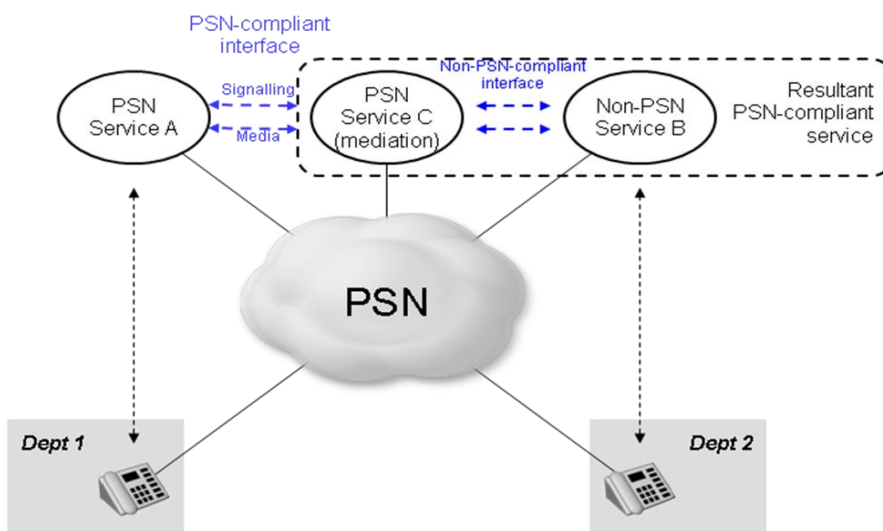 PSN-compliant
interface
Signalling
Media
PSN
Service A
PSN
Service C
(mediation)
Non-PSN-compliant
interface
Non-PSN
Service B
Resultant
PSN-compliant
service
PSN
Dept 1
Dept 2